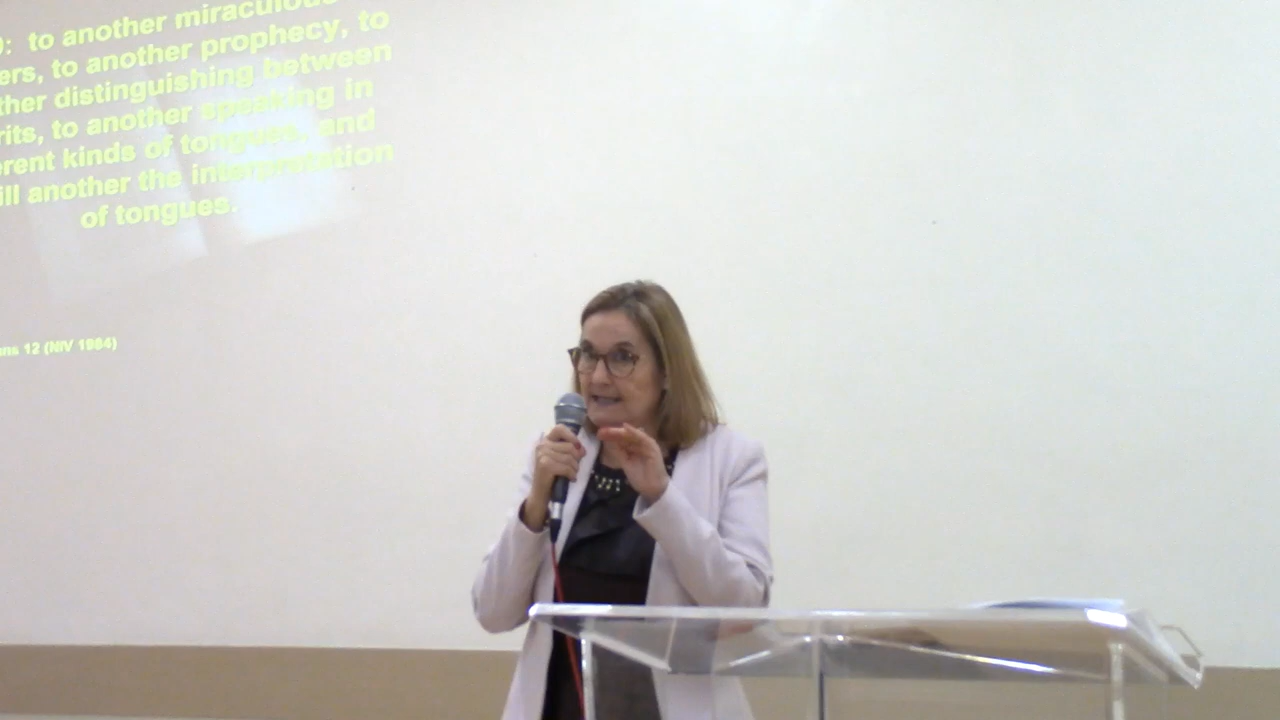 : to another miraculous
ers, to another prophecy, to
ther distinguishing between
rits, to another speaking in
erent kinds of tongues, and
ill another the interpretation
of tongues.
ans 12 (NIV 1984)